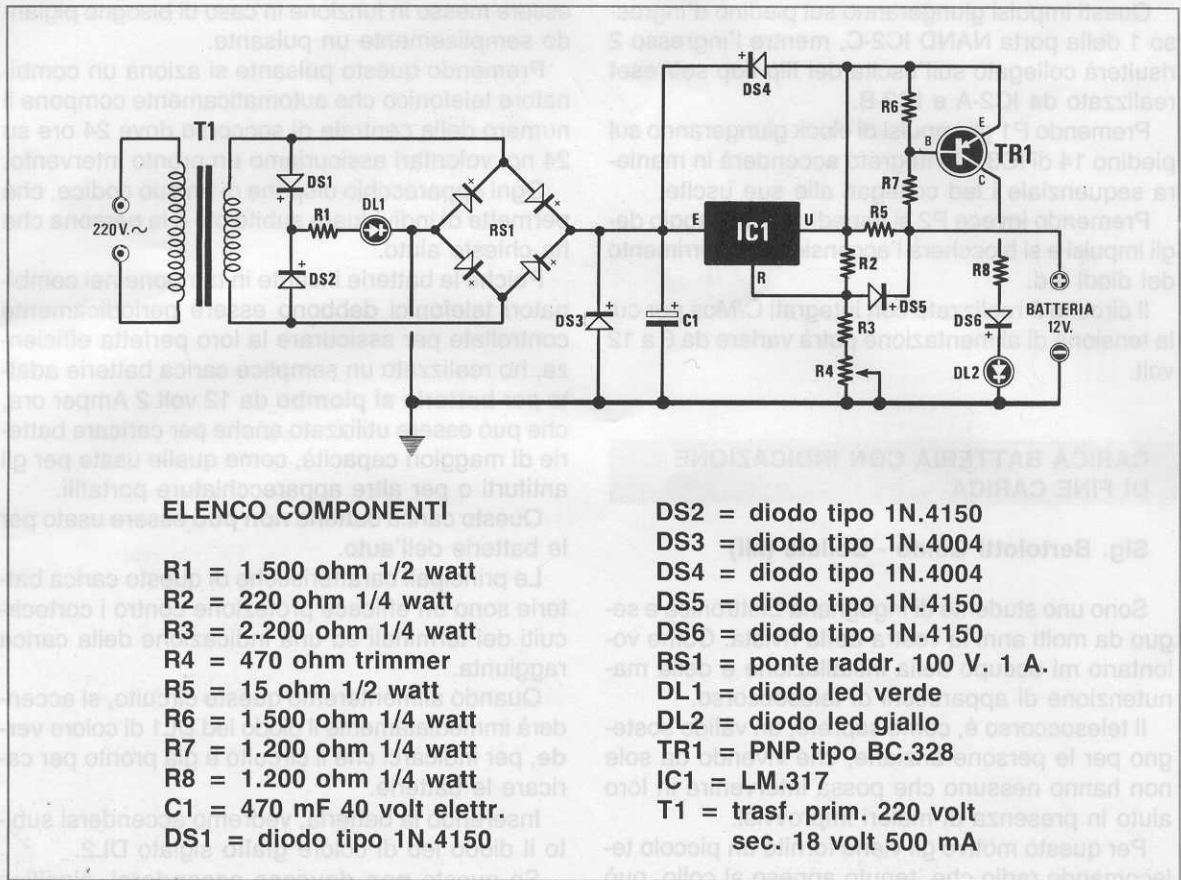 T1
220 V.~
DS1
R1
DL1
DS2
RS1
DS3
C1
DS4
E
IC1
U
R
R2
R3
R4
DS5
R5
R6
R7
B
E
C
TR1
R8
DS6
DL2
BATTERIA
12V.
ELENCO COMPONENTI
R1 = 1.500 ohm 1/2 watt
R2 = 220 ohm 1/4 watt
R3 = 2.200 ohm 1/4 watt
R4 = 470 ohm trimmer
R5 = 15 ohm 1/2 watt
R6 = 1.500 ohm 1/4 watt
R7 = 1.200 ohm 1/4 watt
R8 = 1.200 ohm 1/4 watt
C1 = 470 mF 40 volt elettr.
DS1 = diodo tipo 1N.4150
DS2 = diodo tipo 1N.4150
DS3 = diodo tipo 1N.4004
DS4 = diodo tipo 1N.4004
DS5 = diodo tipo 1N.4150
DS6 = diodo tipo 1N.4150
RS1 = ponte raddr. 100 V. 1 A.
DL1 = diodo led verde
DL2 = diodo led giallo
TR1 = PNP tipo BC.328
IC1 = LM.317
T1 = trasf. prim. 220 volt
sec. 18 volt 500 mA